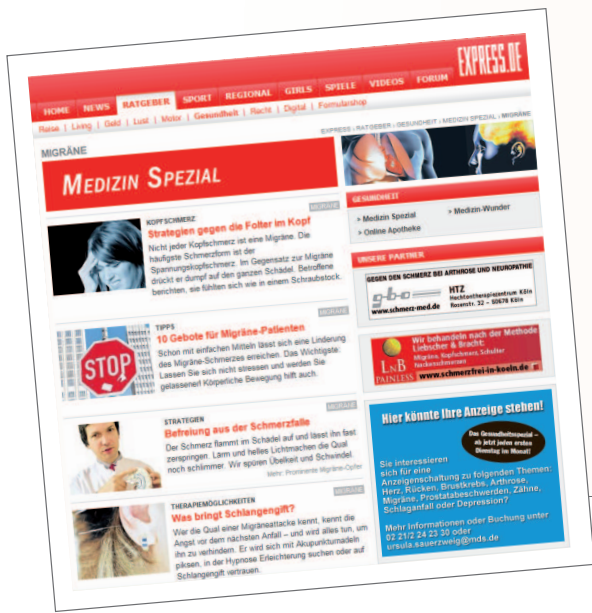 EXPRESS.DE
HOME NEWS RATGEBER SPORT REGIONAL GIRLS SPIELE VIDEOS FORUM
Reise | Living | Geld | Lust | Motor | Gesundheit | Recht | Digital | Formularshop
EXPRESS > RATGEBER > GESUNDHEIT > MEDIZIN SPEZIAL > MIGRÄNE
MIGRÄNE
MEDIZIN SPEZIAL
MIGRÄNE
KOPFSCHMERZ
Strategien gegen die Folter im Kopf
Nicht jeder Kopfschmerz ist eine Migräne. Die
häufigste Schmerzform ist der
Spannungskopfschmerz. Im Gegensatz zur Migräne
drückt er dumpf auf den ganzen Schädel. Betroffene
berichten, sie fühlten sich wie in einem Schraubstock.
MIGRÄNE
TIPPS
10 Gebote für Migräne-Patienten
STOP
Schon mit einfachen Mitteln lässt sich eine Linderung
des Migräne-Schmerzes erreichen. Das Wichtigste:
Lassen Sie sich nicht stressen und werden Sie
gelassener! Körperliche Bewegung hilft auch.
MIGRÄNE
STRATEGIEN
Befreiung aus der Schmerzfalle
Der Schmerz flammt im Schädel auf und lässt ihn fast
zerspringen. Lärm und helles Lichtmachen die Qual
noch schlimmer. Wir spüren Übelkeit und Schwindel.
Mehr: Prominente Migräne-Opfer
MIGRÄNE
THERAPIEMÖGLICHKEITEN
Was bringt Schlangengift?
Wer die Qual einer Migräneattacke kennt, kennt die
Angst vor dem nächsten Anfall – und wird alles tun, um
ihn zu verhindern. Er wird sich mit Akupunkturnadeln
piksen, in der Hypnose Erleichterung suchen oder auf
Schlangengift vertrauen.
GESUNDHEIT
> Medizin Spezial > Medizin-Wunder
> Online Apotheke
UNSERE PARTNER
GEGEN DEN SCHMERZ BEI ARTHROSE UND NEUROPATHIE
gbo
www.schmerz-med.de
HTZ
Hochtontherapiezentrum Köln
Rosenstr. 32 – 50678 Köln
Wir behandeln nach der Methode
Liebscher & Bracht:
Migräne, Kopfschmerz, Schulter
Nackenschmerzen
LNB
PAINLESS
www.schmerzfrei-in-koeln.de
Hier könnte Ihre Anzeige stehen!
Das Gesundheitsspezial –
ab jetzt jeden ersten
Dienstag im Monat!
Sie interessieren
sich für eine
Anzeigenschaltung zu folgenden Themen:
Herz, Rücken, Brustkrebs, Arthrose,
Migräne, Prostatabeschwerden, Zähne,
Schlaganfall oder Depression?
Mehr Informationen oder Buchung unter
02 21/2 24 23 30 oder
ursula.sauerzweig@mds.de